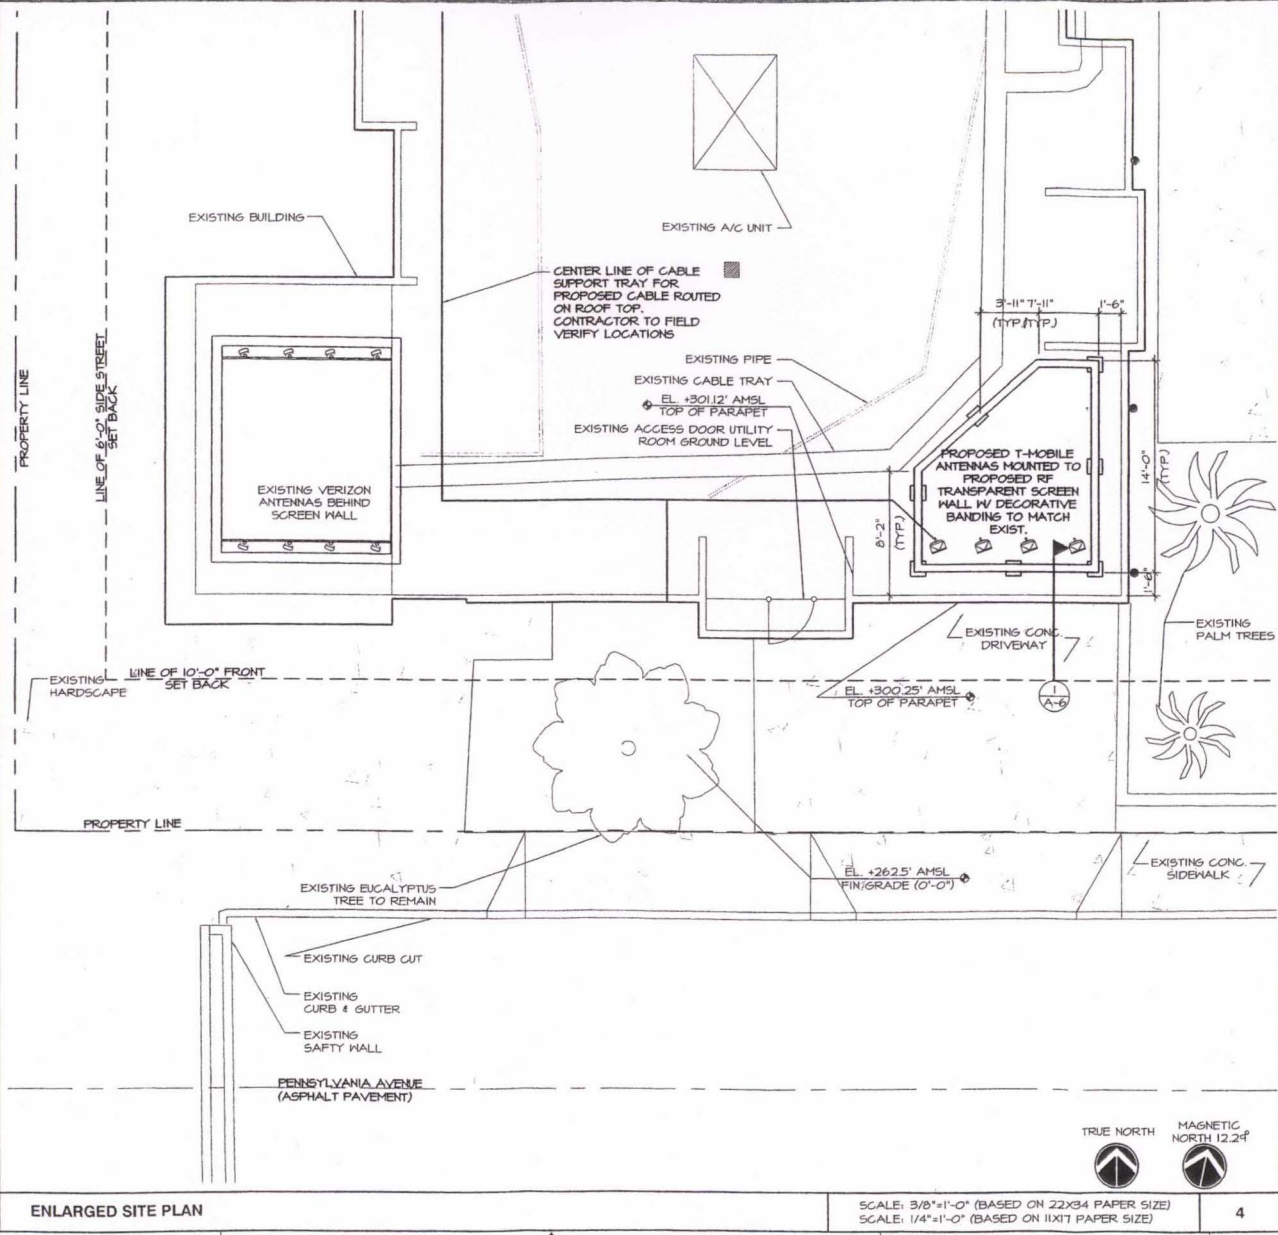 EXISTING BUILDING
EXISTING A/C UNIT
CENTER LINE OF CABLE
SUPPORT TRAY FOR
PROPOSED CABLE ROUTED
ON ROOF TOP.
CONTRACTOR TO FIELD
VERIFY LOCATIONS
3'-11" 7'-11"
(TYP.)(TYP.)
1'-6"
PROPERTY LINE
LINE OF 6'-0" SIDE STREET
SET BACK
EXISTING PIPE
EXISTING CABLE TRAY
EL. +301.12' AMSL
TOP OF PARAPET
EXISTING ACCESS DOOR UTILITY
ROOM GROUND LEVEL
PROPOSED T-MOBILE
ANTENNAS MOUNTED TO
PROPOSED RF
TRANSPARENT SCREEN
WALL W/ DECORATIVE
BANDING TO MATCH
EXIST.
14'-0"
(TYP.)
EXISTING VERIZON
ANTENNAS BEHIND
SCREEN WALL
8'-2"
(TYP.)
1'-6"
EXISTING CONC.
DRIVEWAY
EXISTING
PALM TREES
EXISTING
HARDSCAPE
LINE OF 10'-0" FRONT
SET BACK
EL. +300.25' AMSL
TOP OF PARAPET
1
A-6
PROPERTY LINE
EXISTING EUCALYPTUS
TREE TO REMAIN
EL. +262.5' AMSL
FIN/GRADE (0'-0")
EXISTING CONC.
SIDEWALK
EXISTING CURB CUT
EXISTING
CURB & GUTTER
EXISTING
SAFTY WALL
PENNSYLVANIA AVENUE
(ASPHALT PAVEMENT)
TRUE NORTH
MAGNETIC
NORTH 12.2°
ENLARGED SITE PLAN
SCALE: 3/8"=1'-0" (BASED ON 22X34 PAPER SIZE)
SCALE: 1/4"=1'-0" (BASED ON 11X17 PAPER SIZE)
4